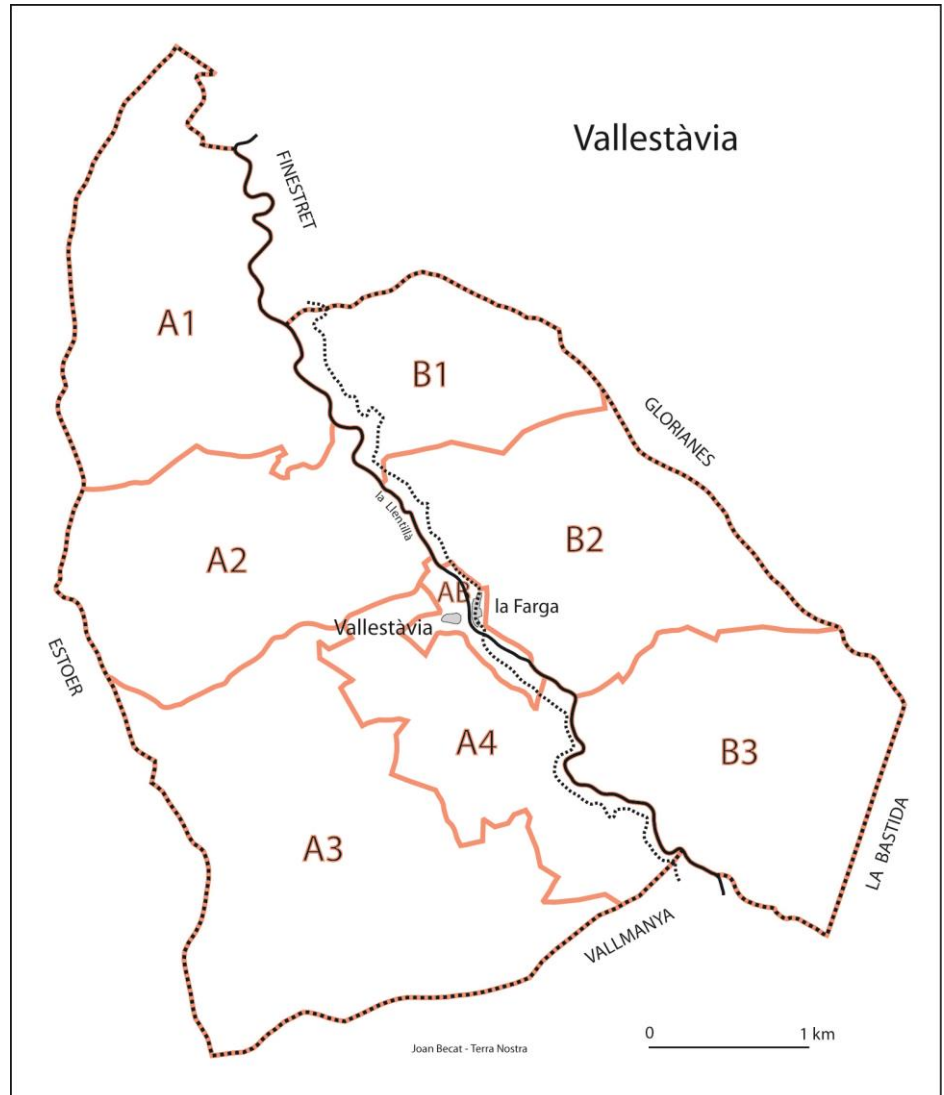 Vallestàvia
FINESTRET
A1
B1
GLORIANES
la Llentillà
A2
B2
AB
la Farga
Vallestàvia
ESTOER
A4
B3
A3
LA BASTIDA
VALLMANYA
0
1 km
Joan Becat - Terra Nostra